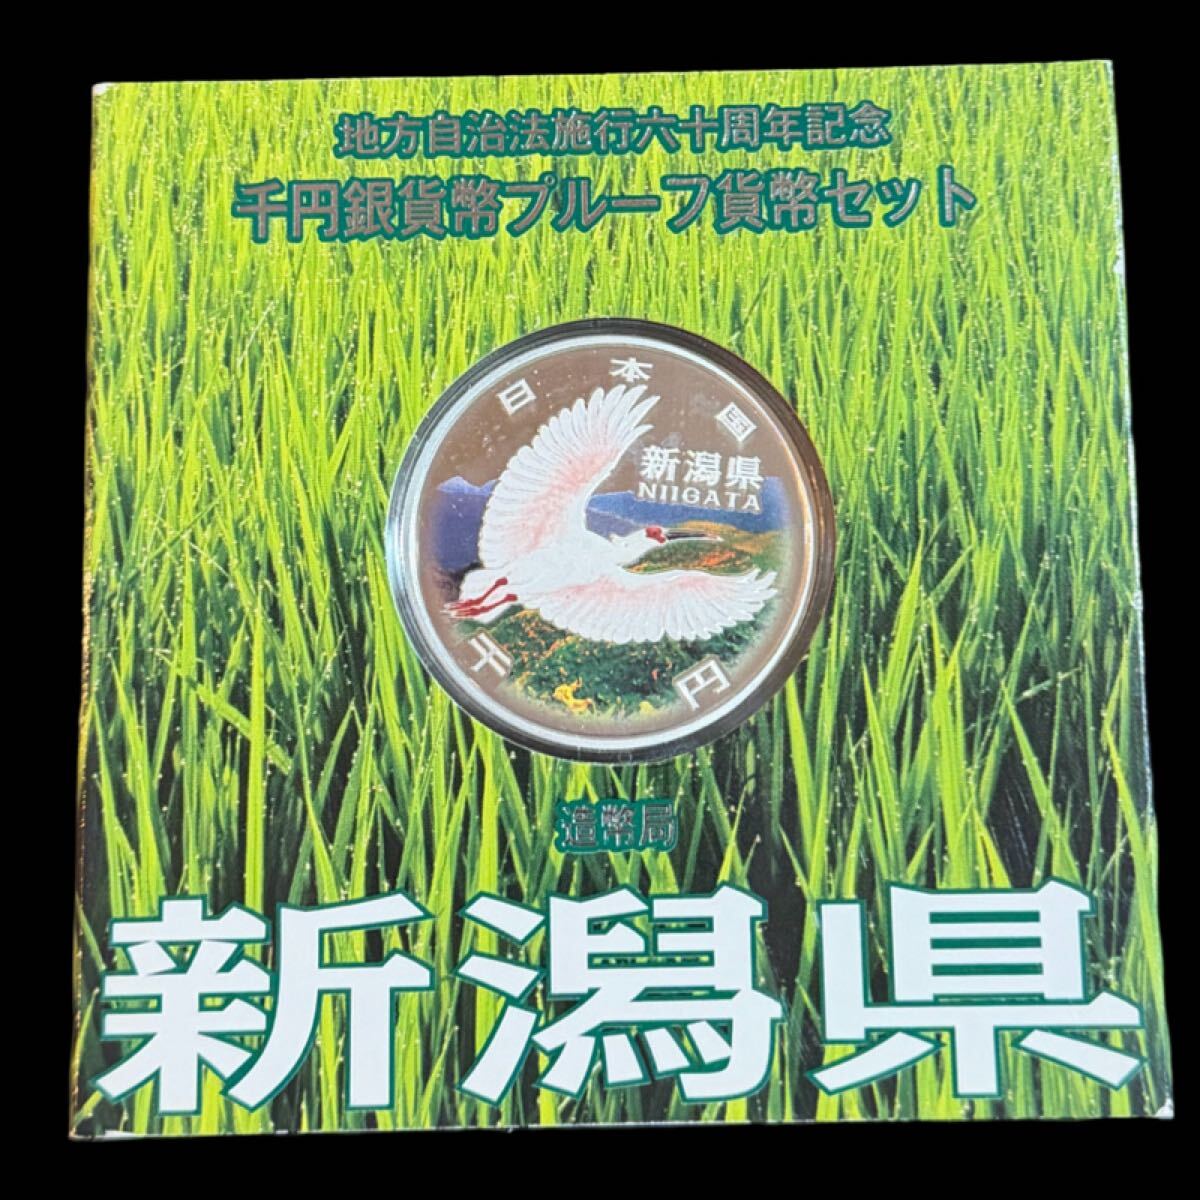 地方自治法施行六十周年記念
千円銀貨幣プルーフ貨幣セット
日本国
新潟県
NIIGATA
千円
造幣局
新潟県